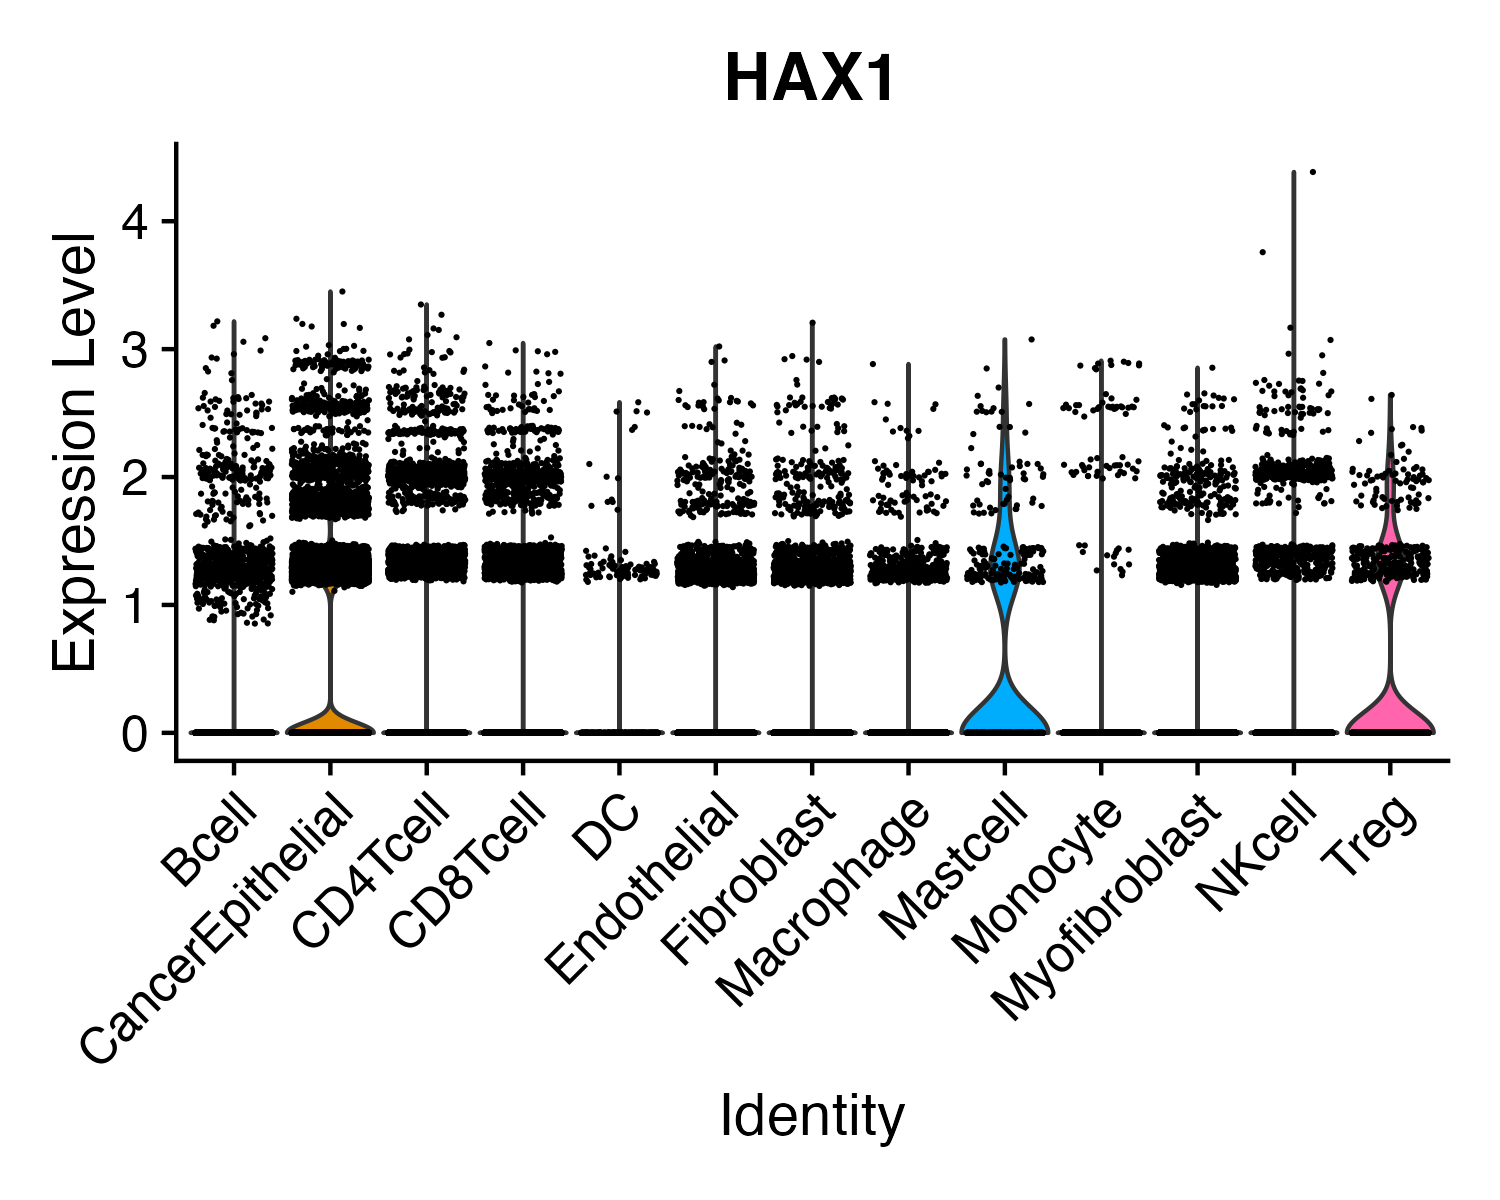 HAX1
Expression Level
4
3
2
1
0
Bcell
CancerEpithelial
CD4Tcell
CD8Tcell
DC
Endothelial
Fibroblast
Macrophage
Mastcell
Monocyte
Myofibroblast
NKcell
Treg
Identity